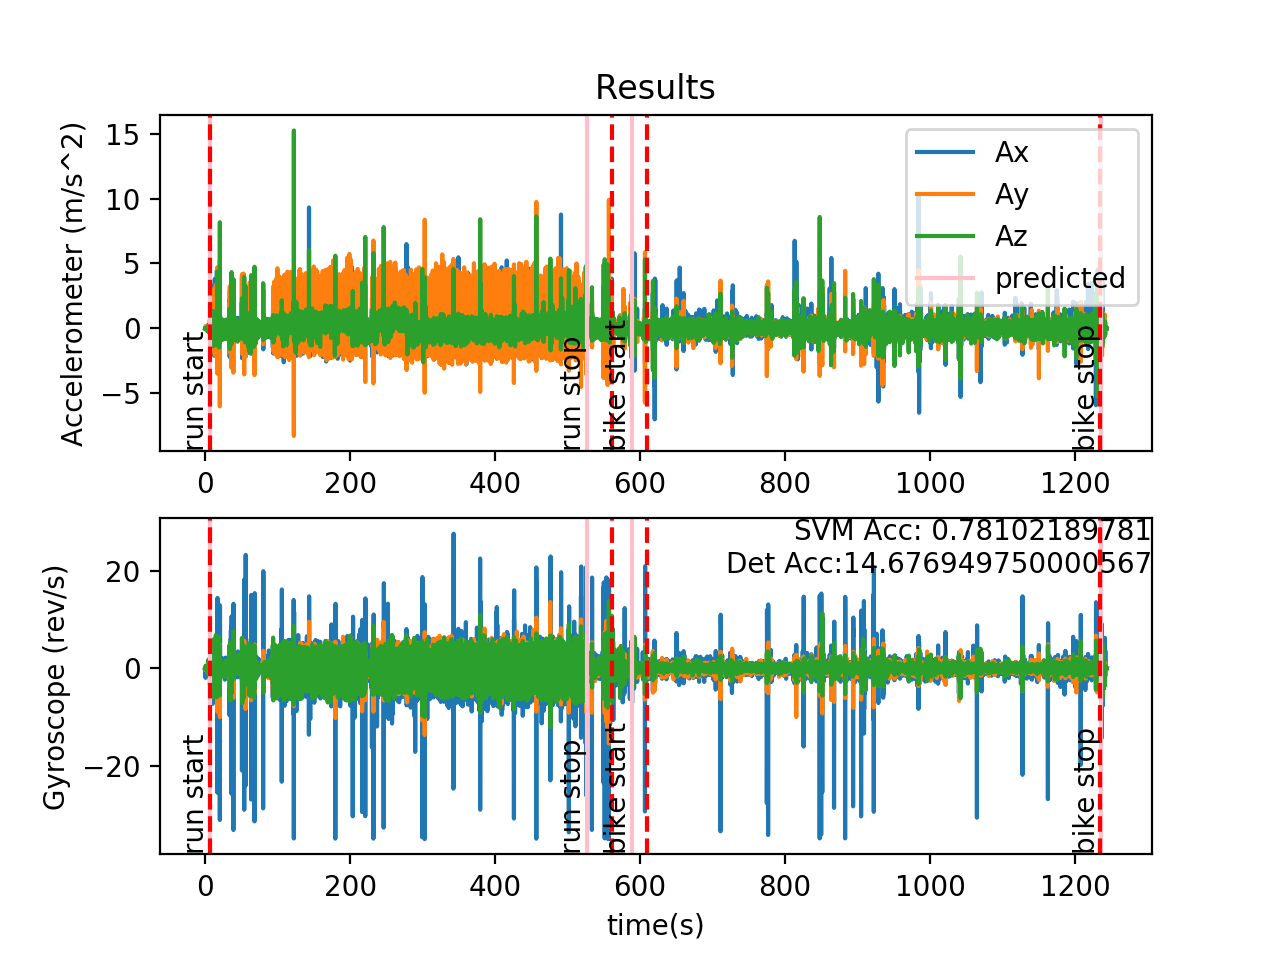 Results
Accelerometer (m/s^2)
15
10
5
0
−5
Ax
Ay
Az
predicted
run start
run stop
bike start
bike stop
0 200 400 600 800 1000 1200
SVM Acc: 0.78102189781
Det Acc:14.676949750000567
Gyroscope (rev/s)
20
0
−20
run start
run stop
bike start
bike stop
0 200 400 600 800 1000 1200
time(s)